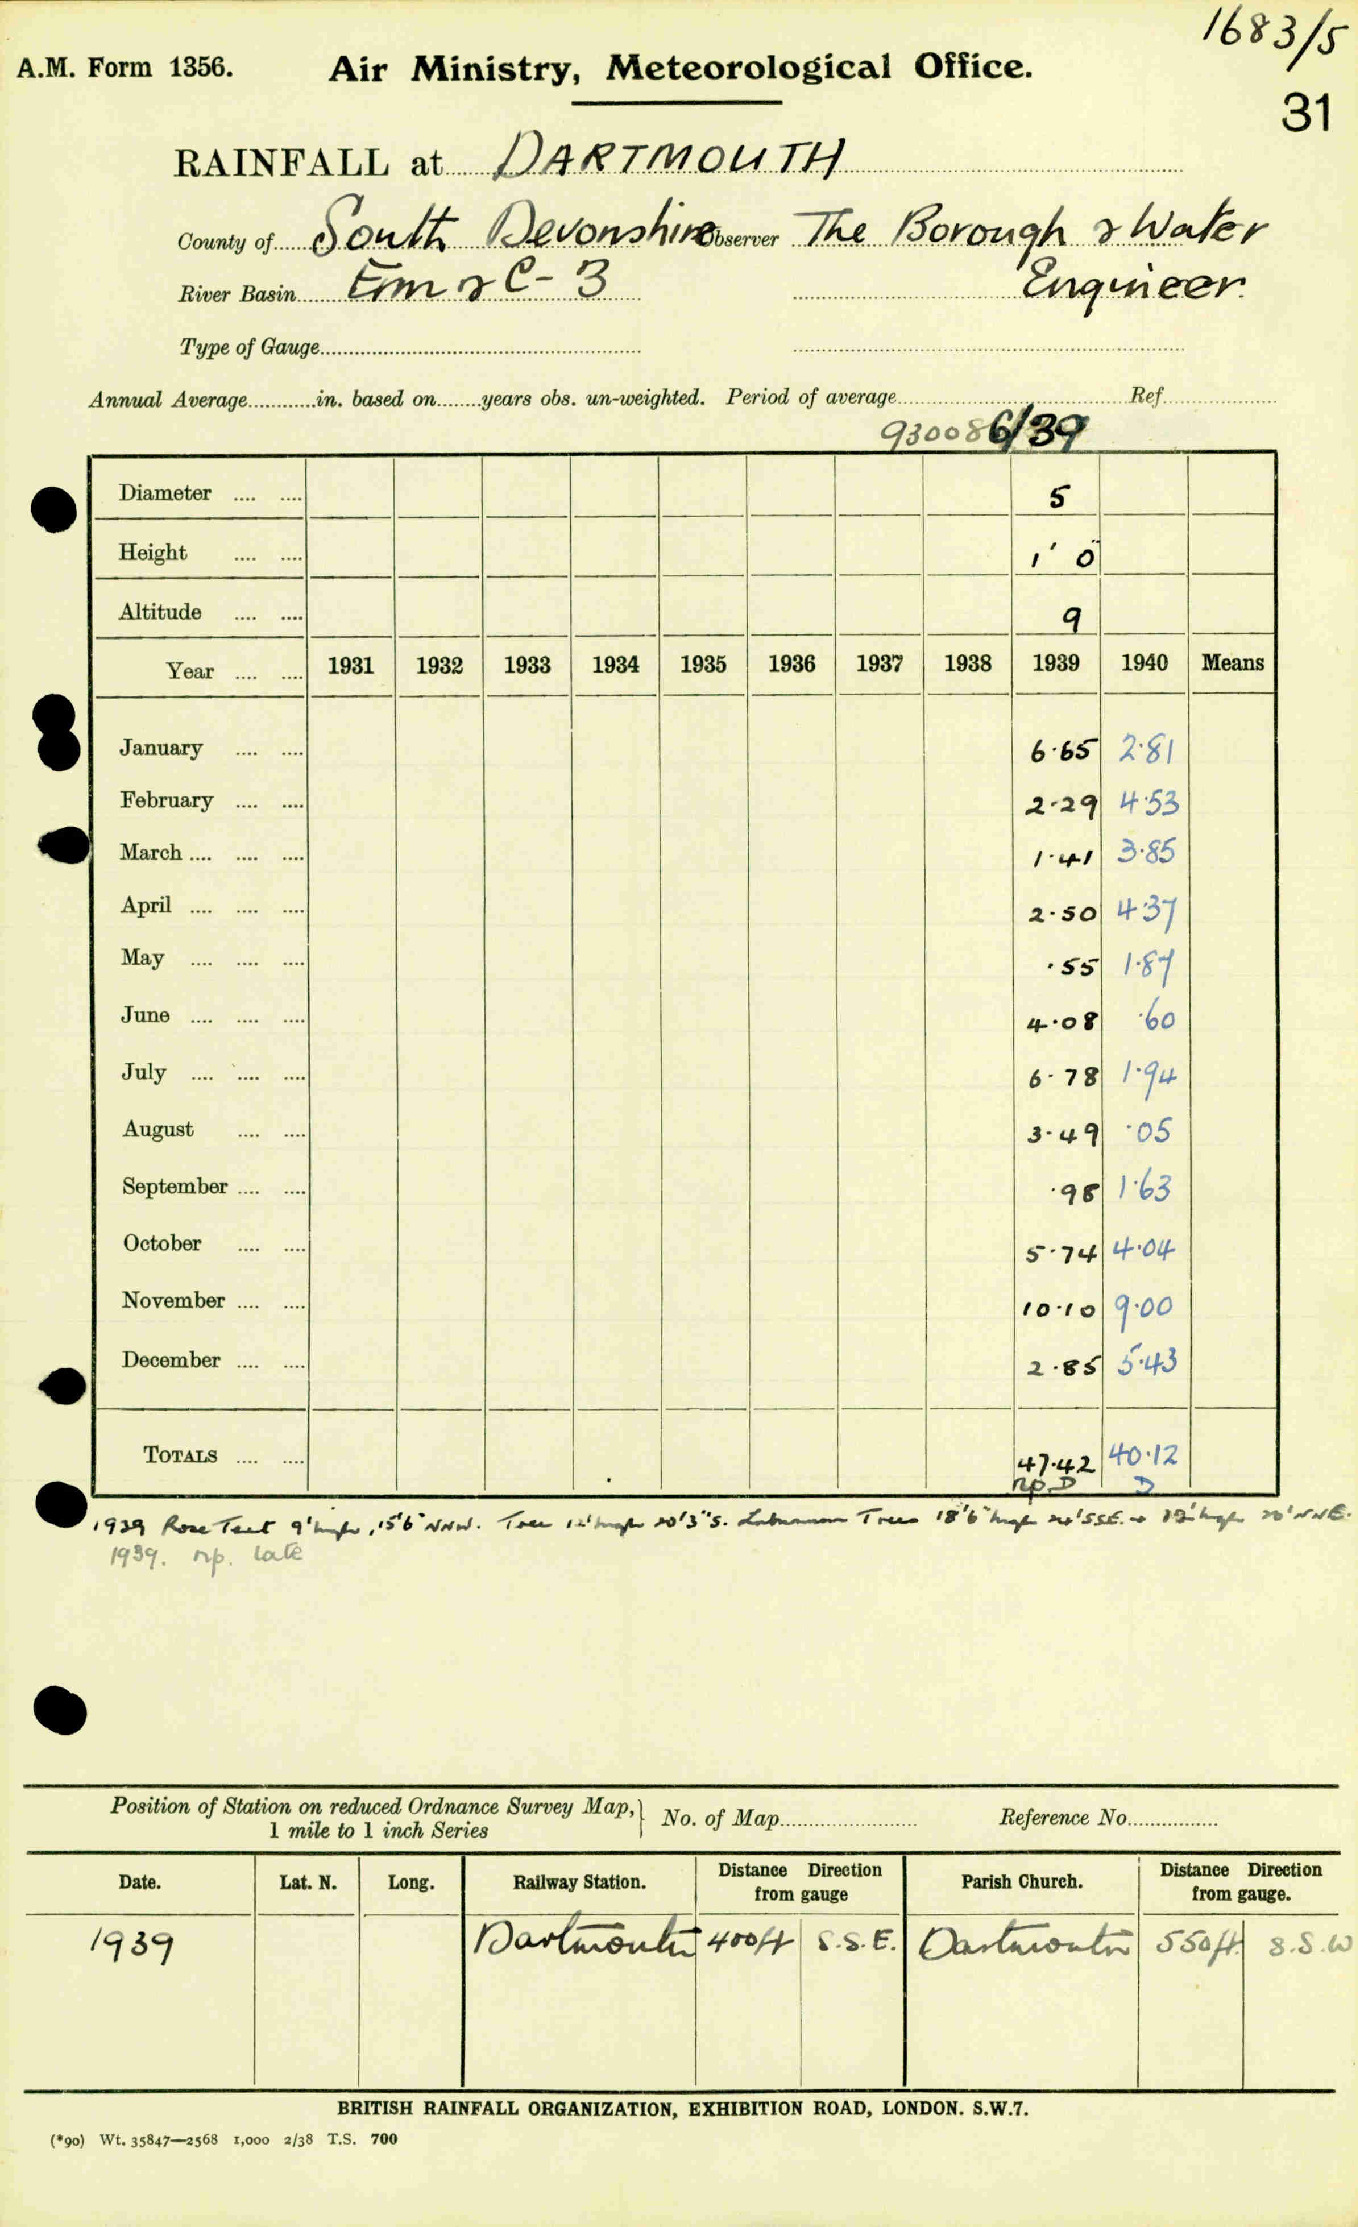 1683/5
A.M. Form 1356. Air Ministry, Meteorological Office.
31
RAINFALL at DARTMOUTH
County of South Devonshire Observer The Borough & Water
River Basin Erm & C - 3 Engineer.
Type of Gauge
Annual Average in. based on years obs. un-weighted. Period of average Ref.
930086/39
Diameter 5
Height 1' 0"
Altitude 9
Year 1931 1932 1933 1934 1935 1936 1937 1938 1939 1940 Means
January 6.65 2.81
February 2.29 4.53
March 1.41 3.85
April 2.50 4.37
May .55 1.87
June 4.08 .60
July 6.78 1.94
August 3.49 .05
September .98 1.63
October 5.74 4.04
November 10.10 9.00
December 2.85 5.43
TOTALS 47.42 40.12
np D D
1939 Rose 9' high, 15'6" NNW. Tree 12' high 20'3" S. Laburnum Trees 18'6" high 24' SSE. + 12' high 20' NNE.
1939. np. late
Position of Station on reduced Ordnance Survey Map, 1 mile to 1 inch Series No. of Map Reference No.
Date. Lat. N. Long. Railway Station. Distance Direction from gauge Parish Church. Distance Direction from gauge.
1939 Dartmouth 400ft S.S.E. Dartmouth 550ft. S.S.W
BRITISH RAINFALL ORGANIZATION, EXHIBITION ROAD, LONDON. S.W.7.
(*90) Wt. 35847—2568 1,000 2/38 T.S. 700